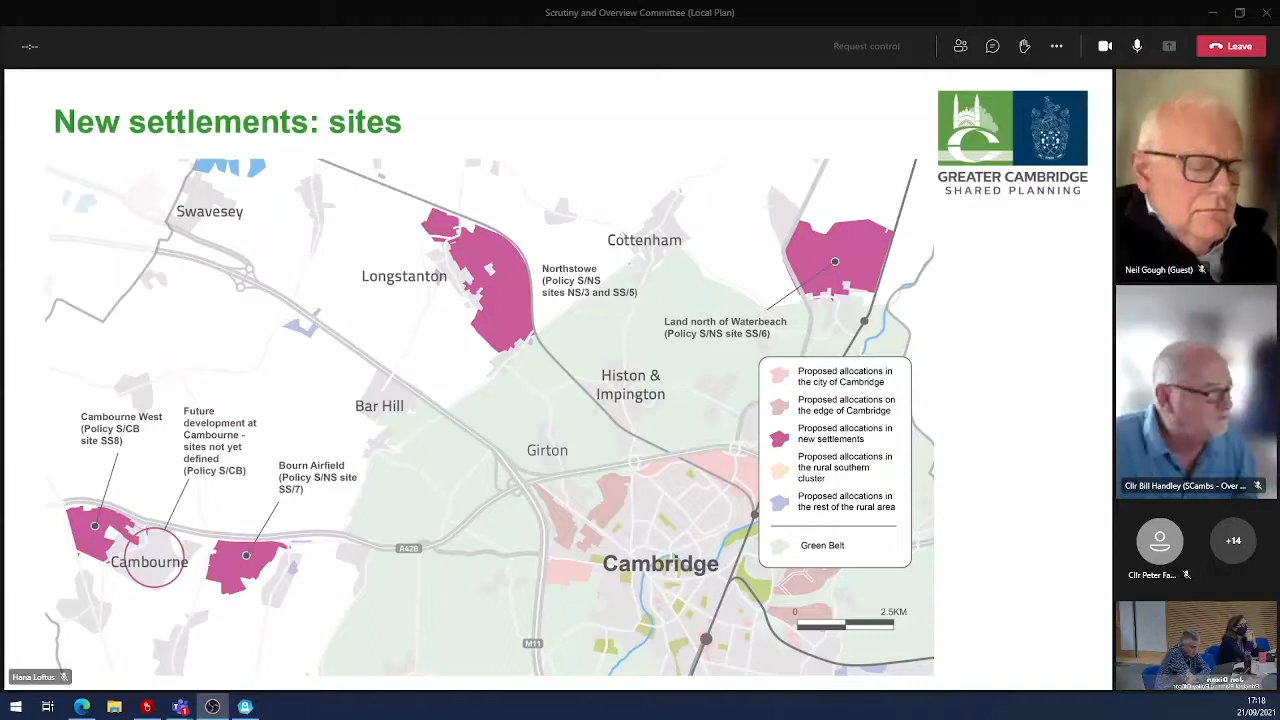 Scrutiny and Overview Committee (Local Plan)
--:--
Request control
Leave
New settlements: sites
GREATER CAMBRIDGE
SHARED PLANNING
Swavesey
Longstanton
Cottenham
Northstowe
(Policy S/NS
sites NS/3 and SS/5)
Land north of Waterbeach
(Policy S/NS site SS/6)
Histon &
Impington
Bar Hill
Girton
Cambourne West
(Policy S/CB
site SS8)
Future
development at
Cambourne -
sites not yet
defined
(Policy S/CB)
Bourn Airfield
(Policy S/NS site
SS/7)
Cambourne
A428
Cambridge
M11
Proposed allocations in
the city of Cambridge
Proposed allocations on
the edge of Cambridge
Proposed allocations in
new settlements
Proposed allocations in
the rural southern
cluster
Proposed allocations in
the rest of the rural area
Green Belt
0 2.5KM
Hana Loftus
Neil Gough (Guest)
Cllr Bill Handley (SCambs - Over ...
Cllr Peter Fa...
+14
17:18
21/09/2021